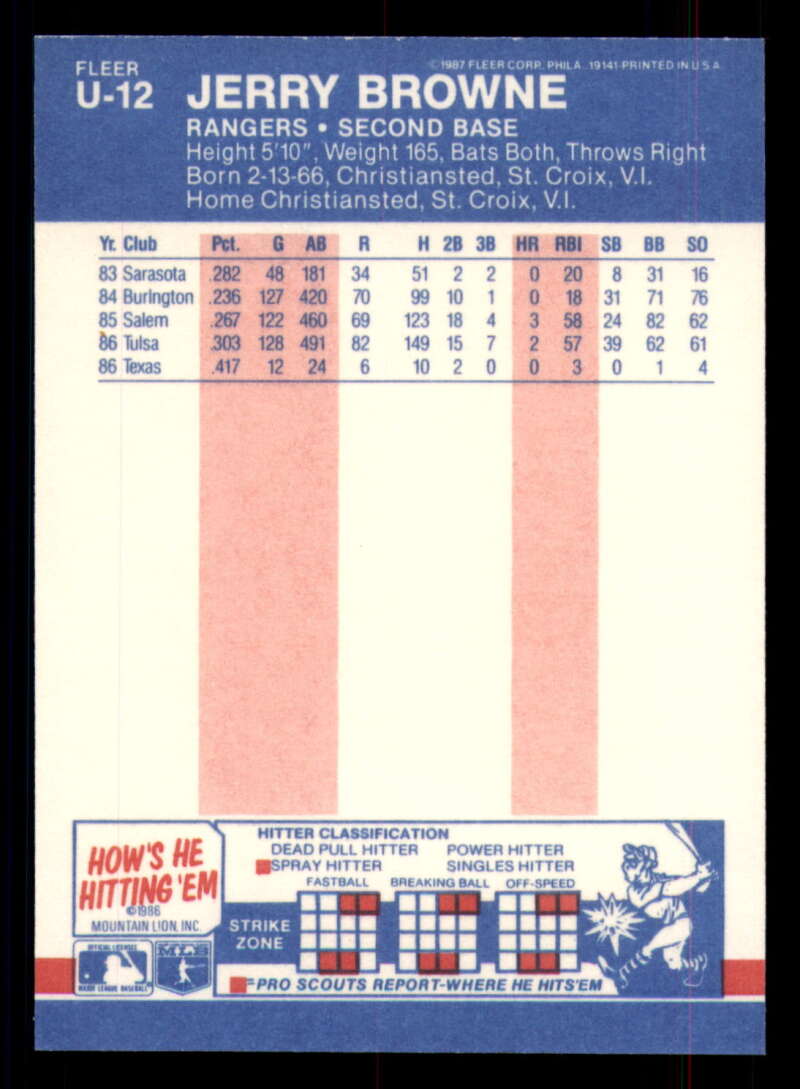 FLEER
©1987 FLEER CORP. PHILA. 19141-PRINTED IN U S A
U-12 JERRY BROWNE
RANGERS • SECOND BASE
Height 5'10", Weight 165, Bats Both, Throws Right
Born 2-13-66, Christiansted, St. Croix, V.I.
Home Christiansted, St. Croix, V.I.
Yr. Club Pct. G AB R H 2B 3B HR RBI SB BB SO
83 Sarasota .282 48 181 34 51 2 2 0 20 8 31 16
84 Burington .236 127 420 70 99 10 1 0 18 31 71 76
85 Salem .267 122 460 69 123 18 4 3 58 24 82 62
86 Tulsa .303 128 491 82 149 15 7 2 57 39 62 61
86 Texas .417 12 24 6 10 2 0 0 3 0 1 4
HOW'S HE
HITTING 'EM
©1986
MOUNTAIN LION, INC.
HITTER CLASSIFICATION
DEAD PULL HITTER POWER HITTER
SPRAY HITTER SINGLES HITTER
FASTBALL BREAKING BALL OFF-SPEED
STRIKE
ZONE
OFFICIAL LICENSEE
MAJOR LEAGUE BASEBALL
=PRO SCOUTS REPORT-WHERE HE HITS'EM